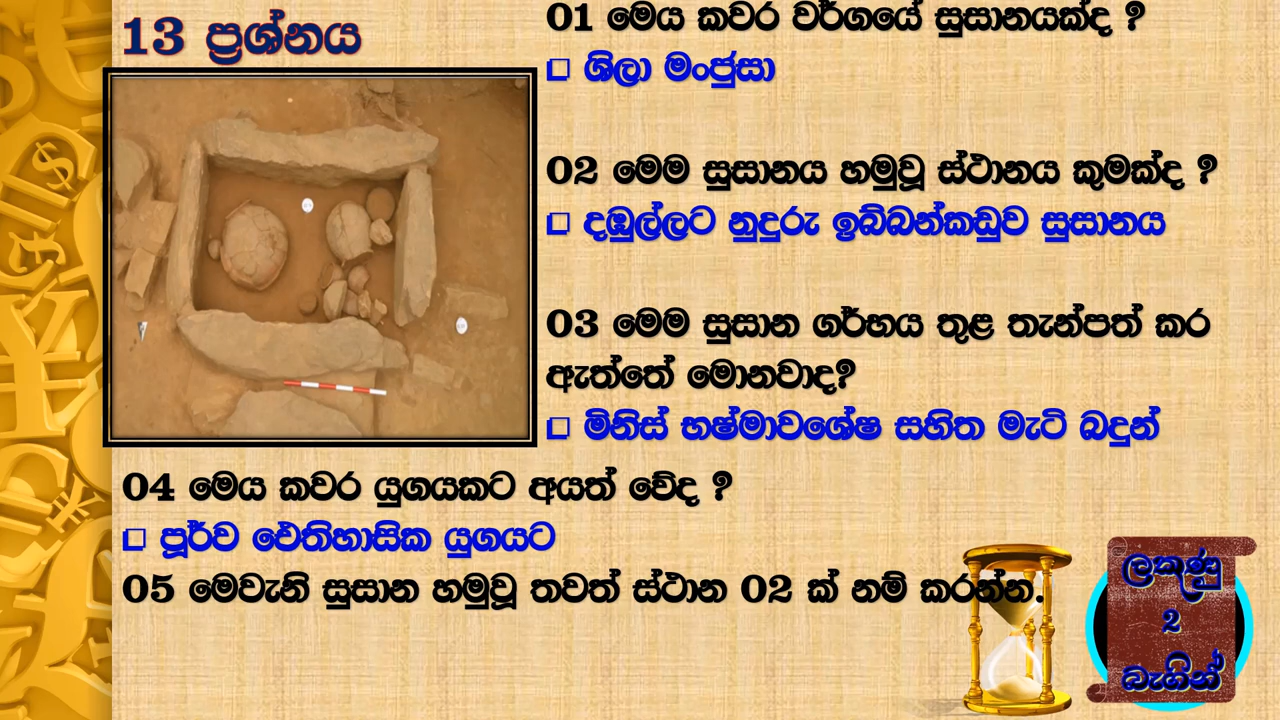 13 ප්‍රශ්නය
01 මෙය කවර වර්ගයේ සුසානයක්ද ?
□ ශිලා මංජුසා
02 මෙම සුසානය හමුවූ ස්ථානය කුමක්ද ?
□ දඹුල්ලට නුදුරු ඉබ්බන්කඩුව සුසානය
03 මෙම සුසාන ගර්භය තුළ තැන්පත් කර
ඇත්තේ මොනවාද?
□ මිනිස් භෂ්මාවශේෂ සහිත මැටි බඳුන්
04 මෙය කවර යුගයකට අයත් වේද ?
□ පූර්ව ඓතිහාසික යුගයට
05 මෙවැනි සුසාන හමුවූ තවත් ස්ථාන 02 ක් නම් කරන්න.
ලකුණු
2
බැගින්